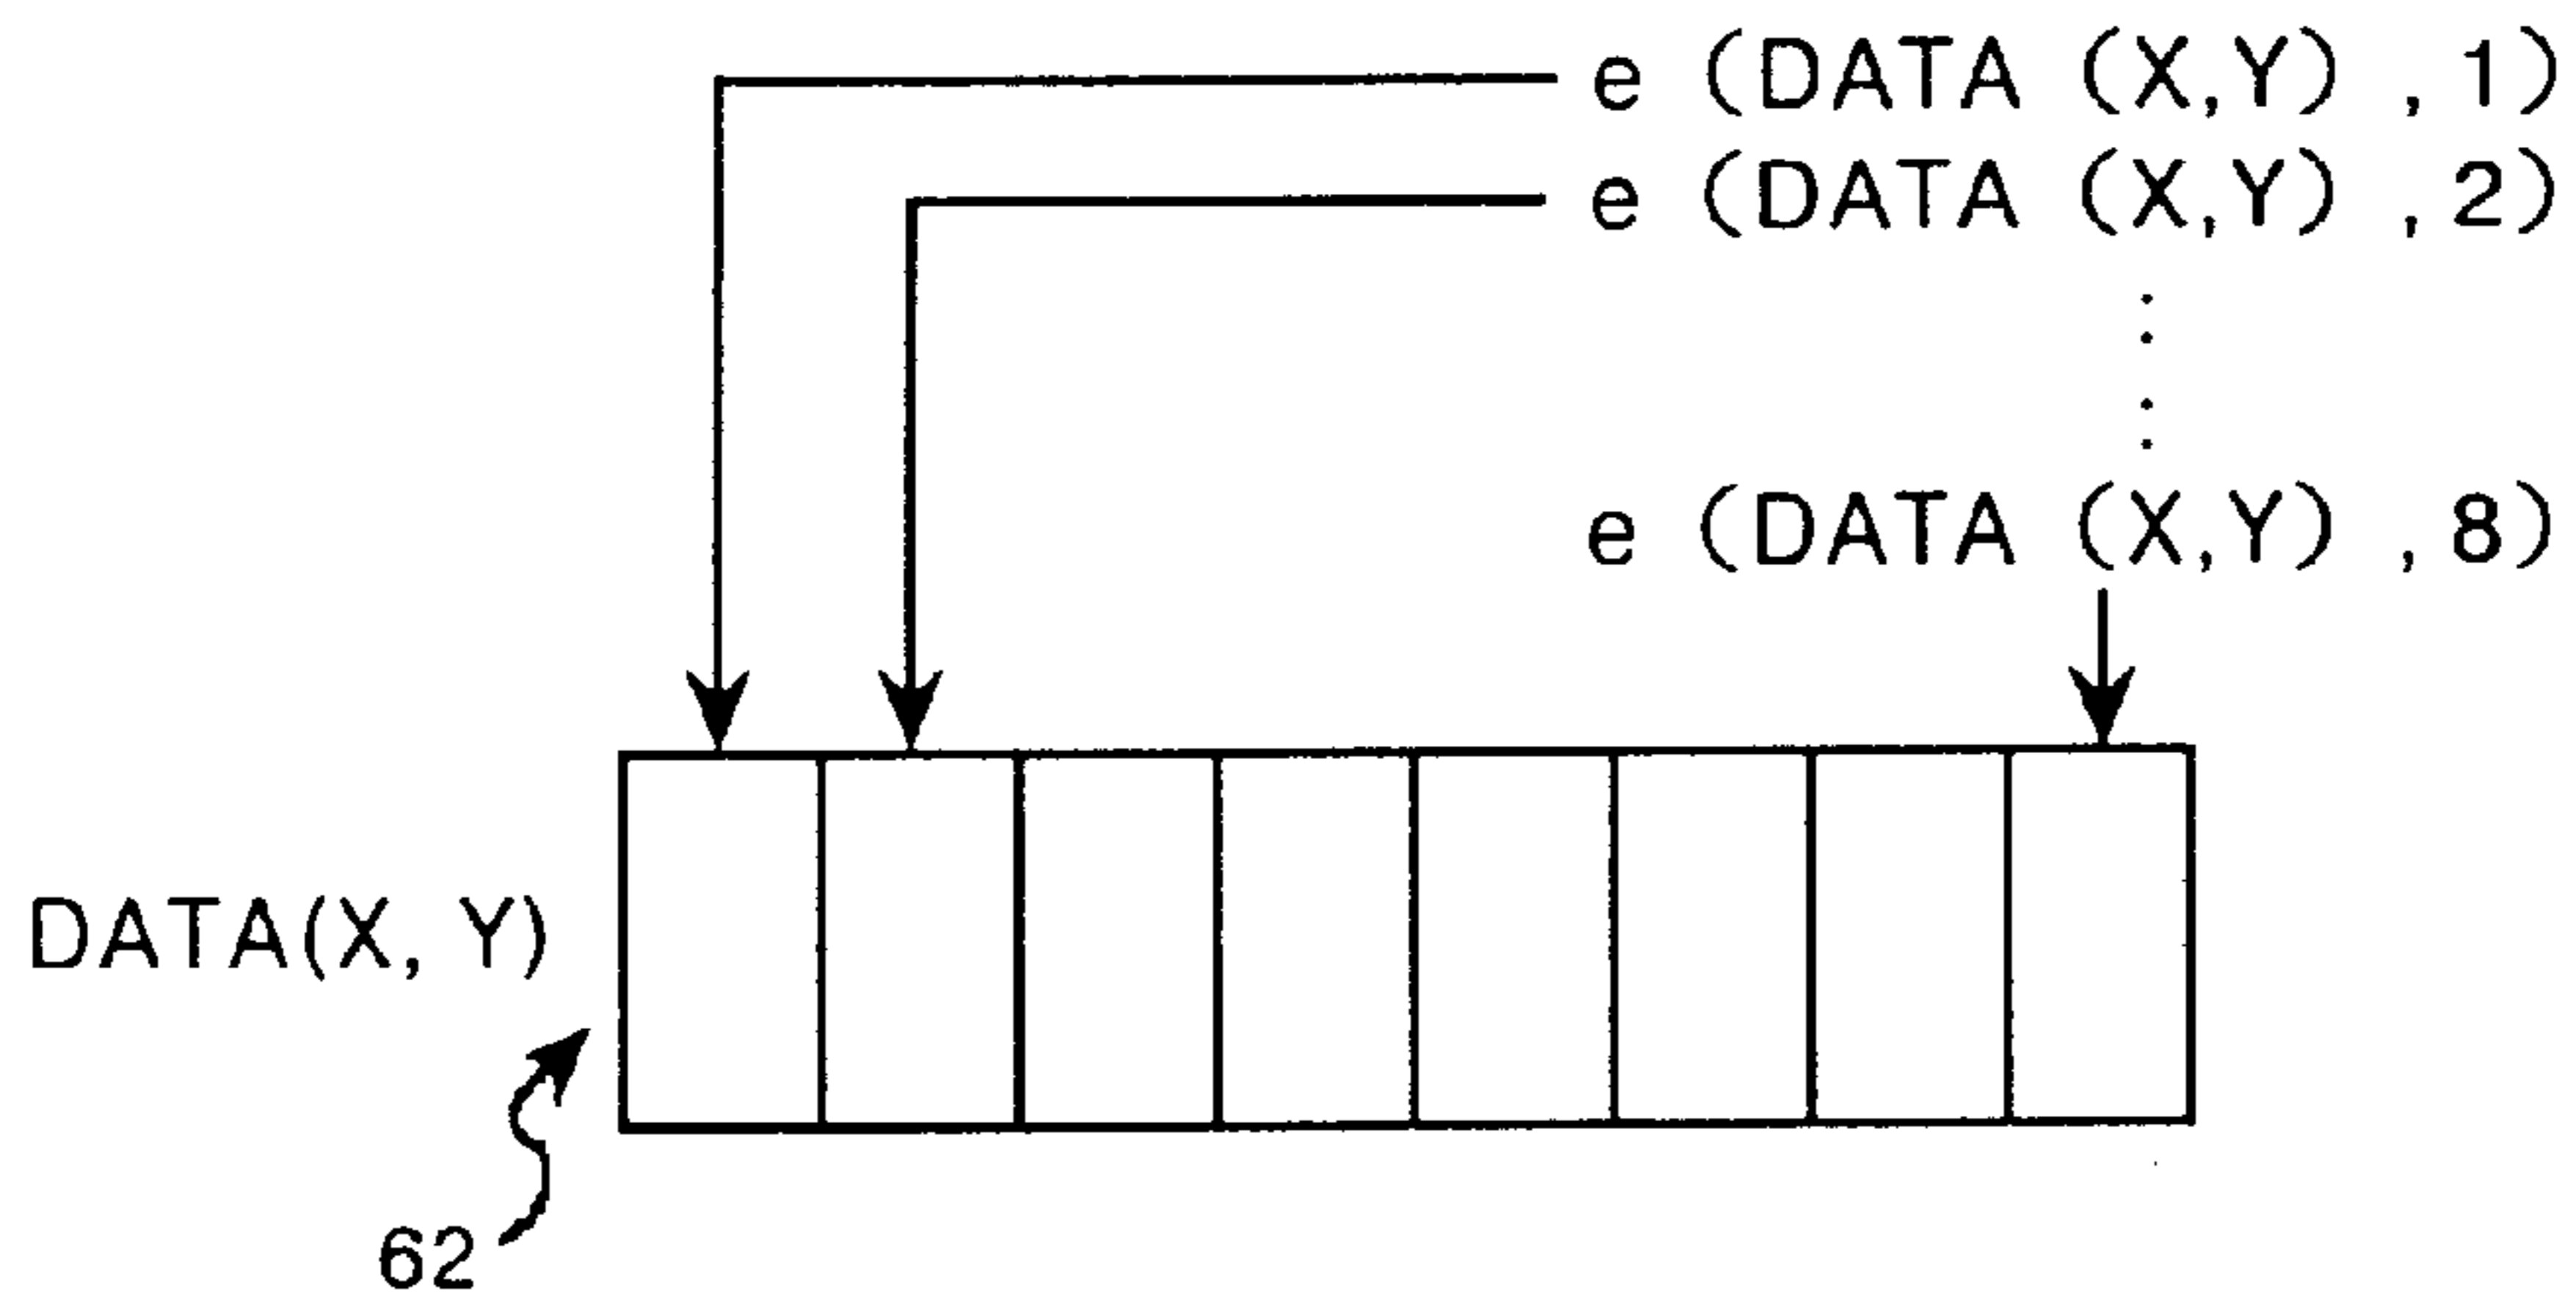 e (DATA (X,Y) ,1)
e (DATA (X,Y) ,2)
e (DATA (X,Y) ,8)
DATA(X, Y)
62